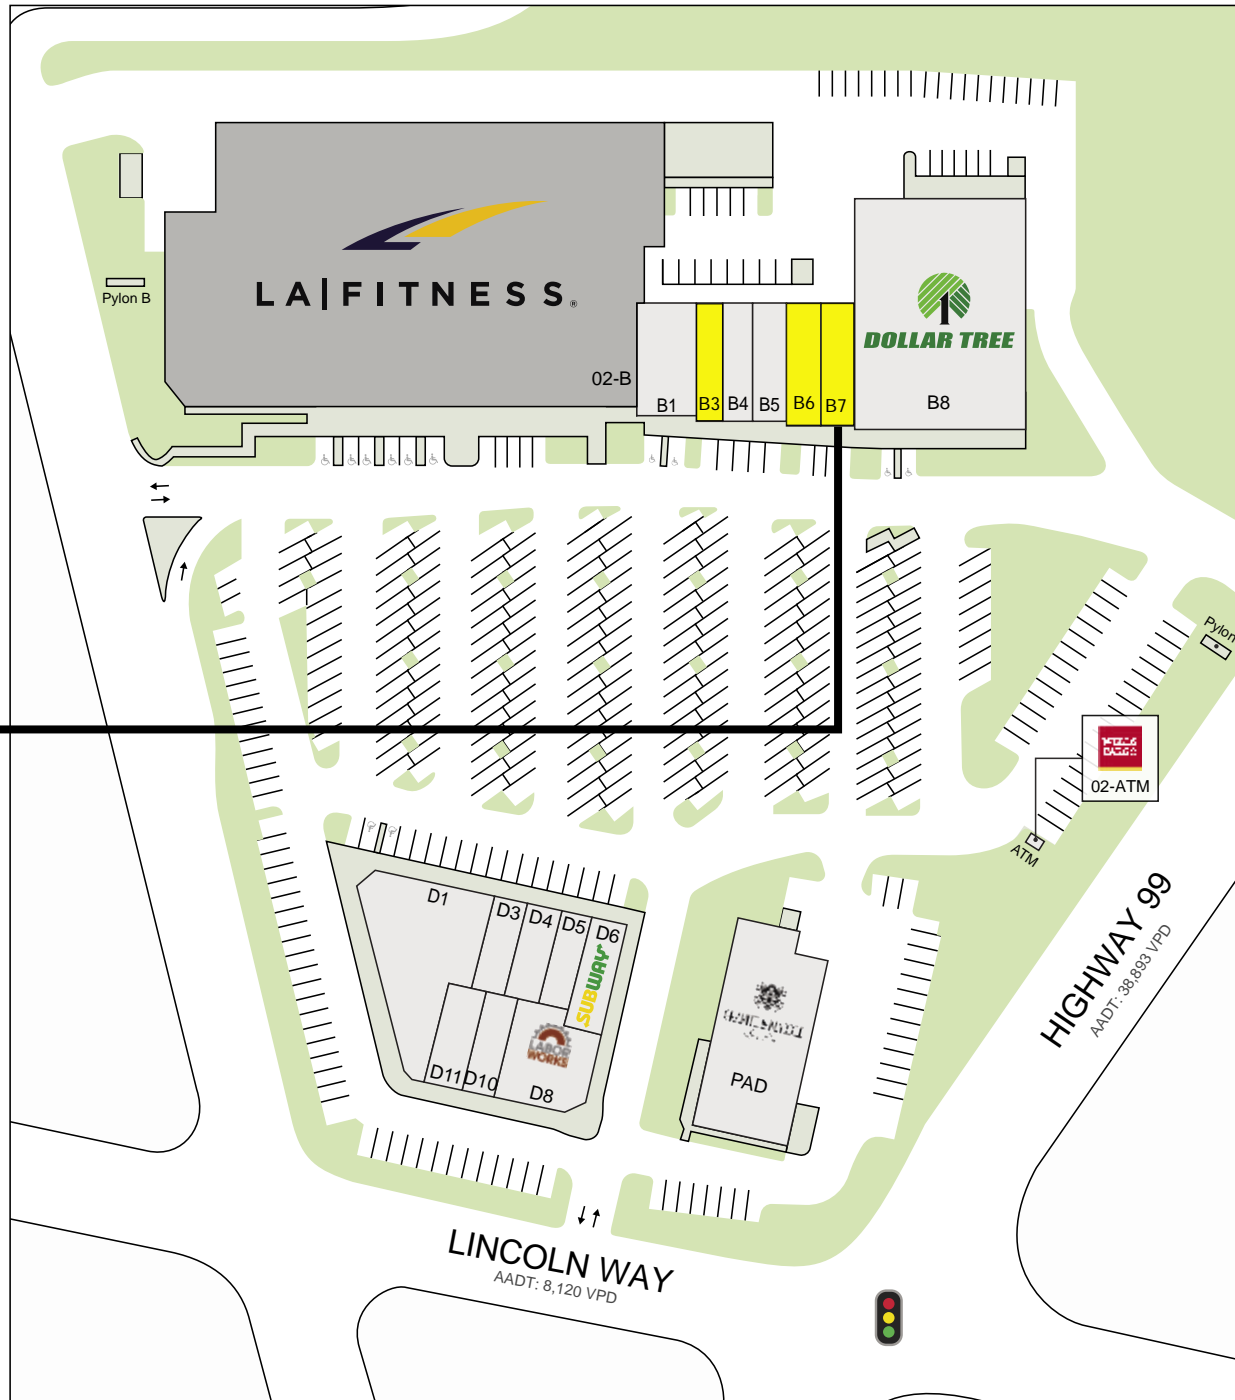 LA|FITNESS®
Pylon B
DOLLAR TREE
02-B
B1
B3
B4
B5
B6
B7
B8
Pylon
02-ATM
ATM
D1
D3
D4
D5
D6
SUBWAY
LABOR
WORKS
D11
D10
D8
PAD
HIGHWAY 99
AADT: 38,893 VPD
LINCOLN WAY
AADT: 8,120 VPD